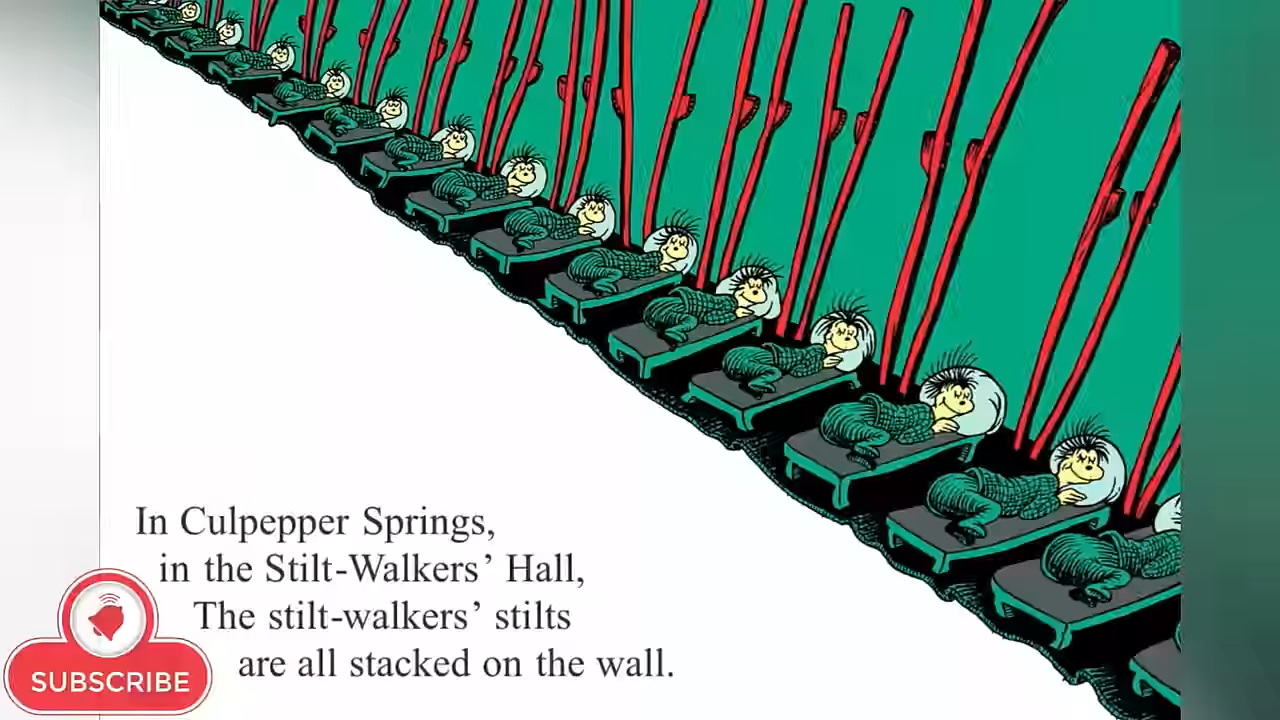 In Culpepper Springs,
in the Stilt-Walkers’ Hall,
The stilt-walkers’ stilts
are all stacked on the wall.
SUBSCRIBE